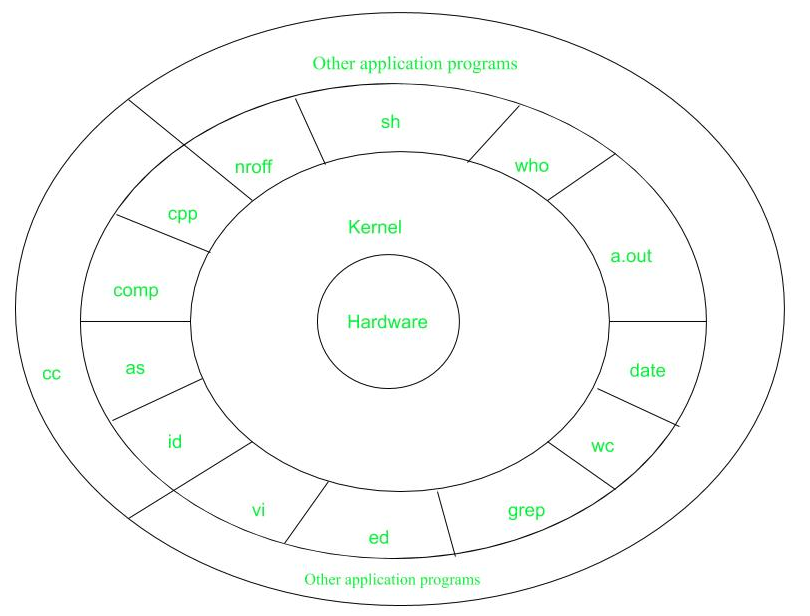 Other application programs
sh
nroff
who
cpp
Kernel
a.out
comp
Hardware
cc
as
date
id
wc
vi
grep
ed
Other application programs